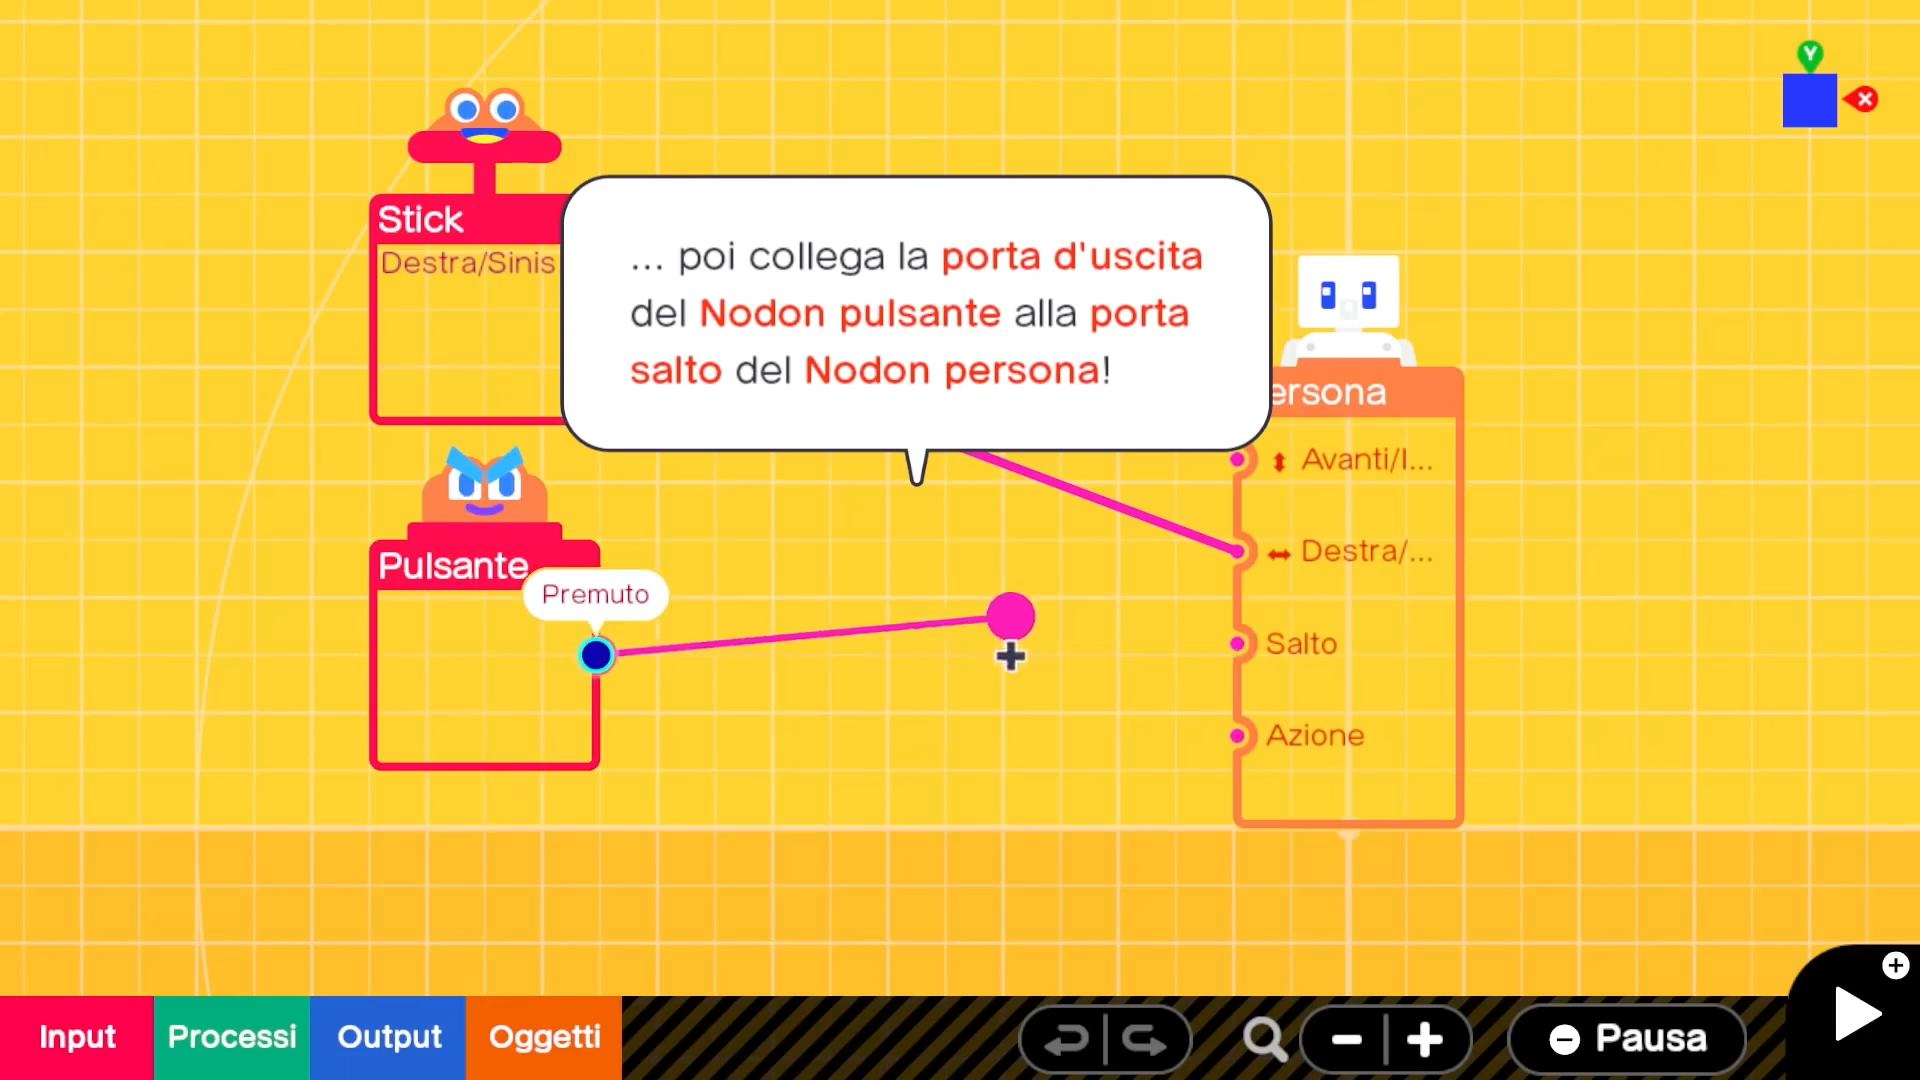 Y
X
Stick
Destra/Sinis
... poi collega la porta d'uscita
del Nodon pulsante alla porta
salto del Nodon persona!
ersona
Avanti/I...
Destra/...
Salto
Azione
Pulsante
Premuto
Input
Processi
Output
Oggetti
Pausa